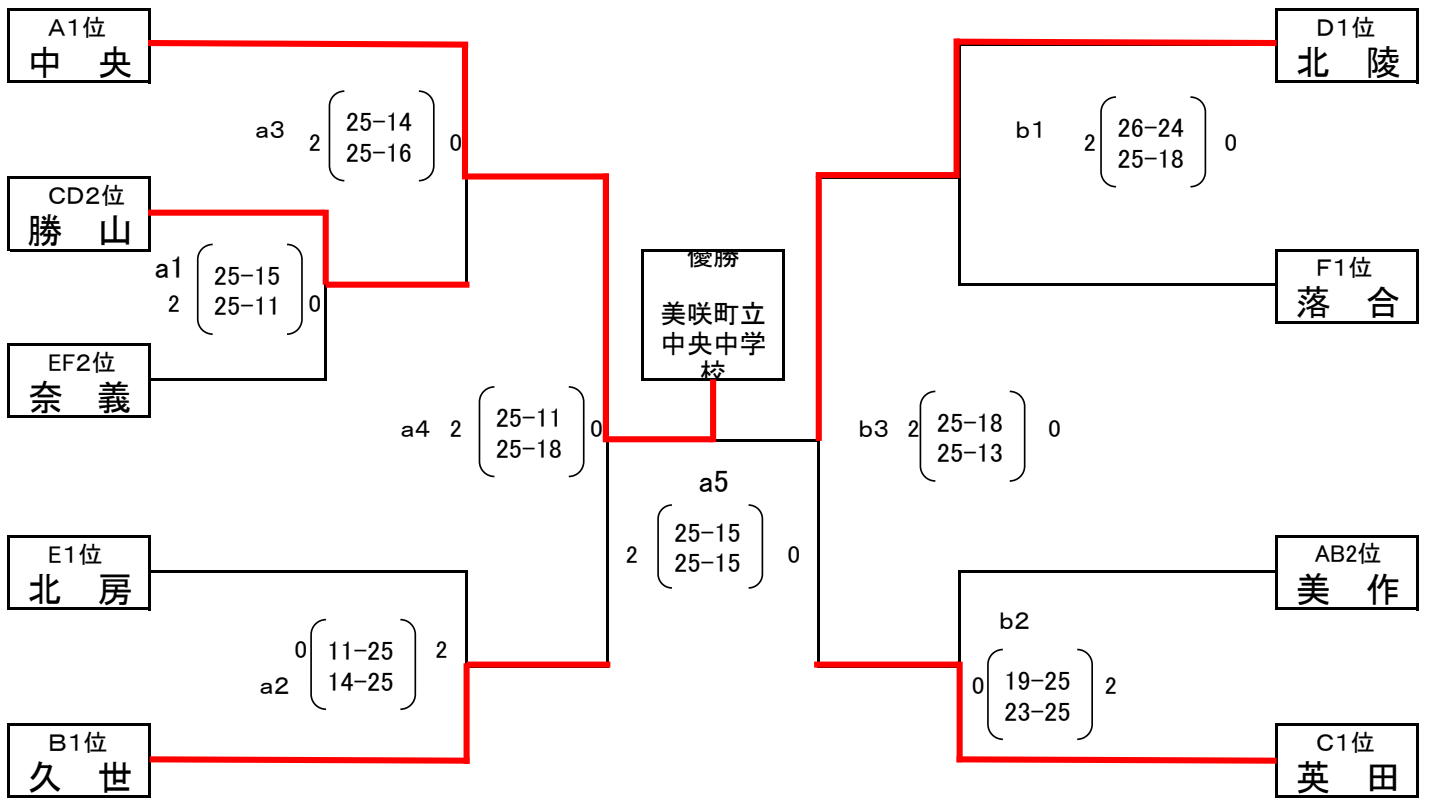 A1位
中　央
a3
2
25-14
25-16
0
CD2位
勝　山
a1
2
25-15
25-11
0
EF2位
奈　義
a4
2
25-11
25-18
0
E1位
北　房
0
11-25
14-25
2
a2
B1位
久　世
優勝
美咲町立
中央中学
校
a5
2
25-15
25-15
0
D1位
北　陵
b1
2
26-24
25-18
0
F1位
落　合
b3
2
25-18
25-13
0
AB2位
美　作
b2
0
19-25
23-25
2
C1位
英　田